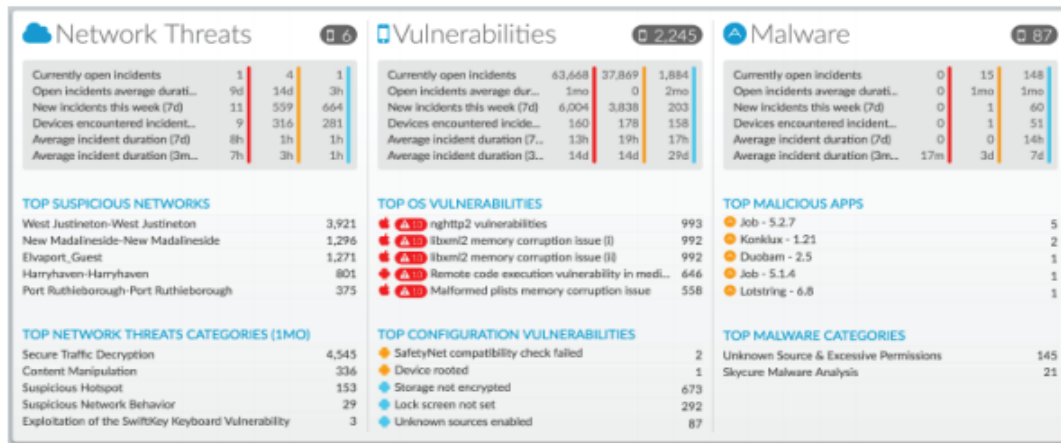 Network Threats 6
Currently open incidents 1 4 1
Open incidents average durati... 9d 14d 3h
New incidents this week (7d) 11 559 664
Devices encountered incident... 9 316 281
Average incident duration (7d) 8h 1h 1h
Average incident duration (3m... 7h 3h 1h
TOP SUSPICIOUS NETWORKS
West Justineton-West Justineton 3,921
New Madalineside-New Madalineside 1,296
Elvaport_Guest 1,271
Harryhaven-Harryhaven 801
Port Ruthieborough-Port Ruthieborough 375
TOP NETWORK THREATS CATEGORIES (1MO)
Secure Traffic Decryption 4,545
Content Manipulation 336
Suspicious Hotspot 153
Suspicious Network Behavior 29
Exploitation of the SwiftKey Keyboard Vulnerability 3
Vulnerabilities 2,245
Currently open incidents 63,668 37,869 1,884
Open incidents average dur... 1mo 0 2mo
New incidents this week (7d) 6,004 3,838 203
Devices encountered incide... 160 178 158
Average incident duration (7... 13h 19h 17h
Average incident duration (3... 14d 14d 29d
TOP OS VULNERABILITIES
10 nghttp2 vulnerabilities 993
10 libxml2 memory corruption issue (i) 992
10 libxml2 memory corruption issue (ii) 992
10 Remote code execution vulnerability in medi... 646
10 Malformed plists memory corruption issue 558
TOP CONFIGURATION VULNERABILITIES
SafetyNet compatibility check failed 2
Device rooted 1
Storage not encrypted 673
Lock screen not set 292
Unknown sources enabled 87
Malware 87
Currently open incidents 0 15 148
Open incidents average durati... 0 1mo 1mo
New incidents this week (7d) 0 1 60
Devices encountered incident... 0 1 51
Average incident duration (7d) 0 0 14h
Average incident duration (3m... 17m 3d 7d
TOP MALICIOUS APPS
Job - 5.2.7 5
Konklux - 1.21 2
Duobam - 2.5 1
Job - 5.1.4 1
Lotstring - 6.8 1
TOP MALWARE CATEGORIES
Unknown Source & Excessive Permissions 145
Skycure Malware Analysis 21